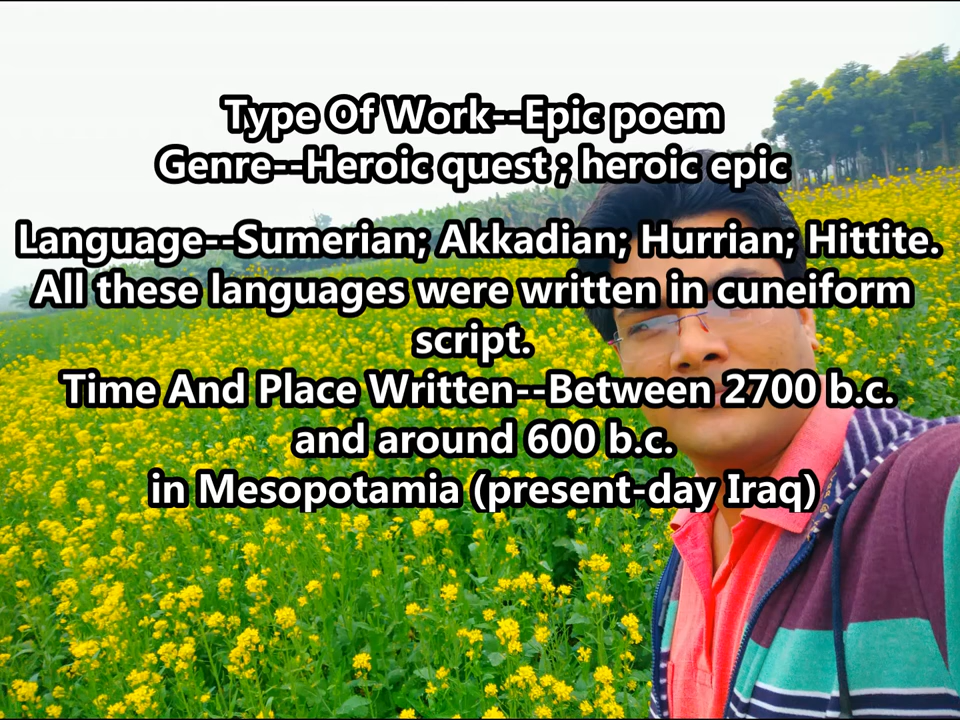 Type Of Work--Epic poem
Genre--Heroic quest ; heroic epic
Language--Sumerian; Akkadian; Hurrian; Hittite.
All these languages were written in cuneiform
script.
Time And Place Written--Between 2700 b.c.
and around 600 b.c.
in Mesopotamia (present-day Iraq)